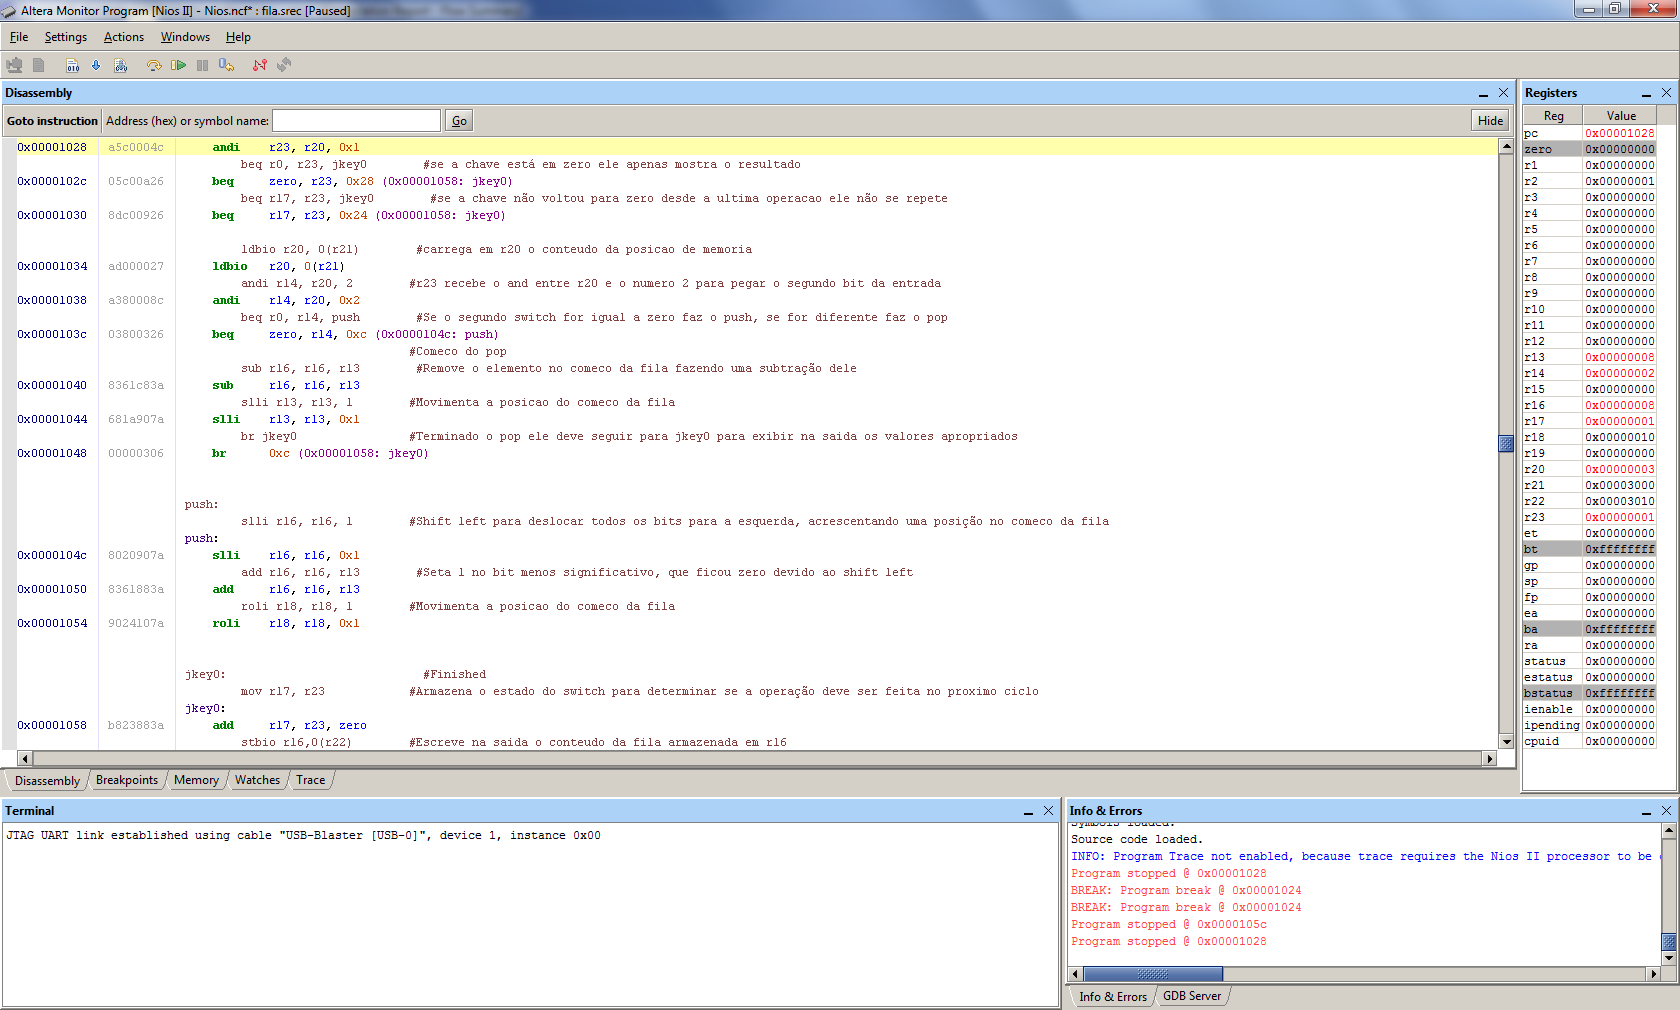 Altera Monitor Program [Nios II] - Nios.ncf* : fila.srec [Paused]
File Settings Actions Windows Help
Disassembly
Goto instruction Address (hex) or symbol name: Go Hide
0x00001028 a5c0004c andi r23, r20, 0x1
beq r0, r23, jkey0 #se a chave está em zero ele apenas mostra o resultado
0x0000102c 05c00a26 beq zero, r23, 0x28 (0x00001058: jkey0)
beq r17, r23, jkey0 #se a chave não voltou para zero desde a ultima operacao ele não se repete
0x00001030 8dc00926 beq r17, r23, 0x24 (0x00001058: jkey0)
ldbio r20, 0(r21) #carrega em r20 o conteudo da posicao de memoria
0x00001034 ad000027 ldbio r20, 0(r21)
andi r14, r20, 2 #r23 recebe o and entre r20 e o numero 2 para pegar o segundo bit da entrada
0x00001038 a380008c andi r14, r20, 0x2
beq r0, r14, push #Se o segundo switch for igual a zero faz o push, se for diferente faz o pop
0x0000103c 03800326 beq zero, r14, 0xc (0x0000104c: push)
#Comeco do pop
sub r16, r16, r13 #Remove o elemento no comeco da fila fazendo uma subtração dele
0x00001040 8361c83a sub r16, r16, r13
slli r13, r13, 1 #Movimenta a posicao do comeco da fila
0x00001044 681a907a slli r13, r13, 0x1
br jkey0 #Terminado o pop ele deve seguir para jkey0 para exibir na saida os valores apropriados
0x00001048 00000306 br 0xc (0x00001058: jkey0)
push:
slli r16, r16, 1 #Shift left para deslocar todos os bits para a esquerda, acrescentando uma posição no comeco da fila
push:
0x0000104c 8020907a slli r16, r16, 0x1
add r16, r16, r13 #Seta 1 no bit menos significativo, que ficou zero devido ao shift left
0x00001050 8361883a add r16, r16, r13
roli r18, r18, 1 #Movimenta a posicao do comeco da fila
0x00001054 9024107a roli r18, r18, 0x1
jkey0: #Finished
mov r17, r23 #Armazena o estado do switch para determinar se a operação deve ser feita no proximo ciclo
jkey0:
0x00001058 b823883a add r17, r23, zero
stbio r16,0(r22) #Escreve na saida o conteudo da fila armazenada em r16
Disassembly Breakpoints Memory Watches Trace
Registers
Reg Value
pc 0x00001028
zero 0x00000000
r1 0x00000000
r2 0x00000001
r3 0x00000000
r4 0x00000000
r5 0x00000000
r6 0x00000000
r7 0x00000000
r8 0x00000000
r9 0x00000000
r10 0x00000000
r11 0x00000000
r12 0x00000000
r13 0x00000008
r14 0x00000002
r15 0x00000000
r16 0x00000008
r17 0x00000001
r18 0x00000010
r19 0x00000000
r20 0x00000003
r21 0x00003000
r22 0x00003010
r23 0x00000001
et 0x00000000
bt 0xffffffff
gp 0x00000000
sp 0x00000000
fp 0x00000000
ea 0x00000000
ba 0xffffffff
ra 0x00000000
status 0x00000000
estatus 0x00000000
bstatus 0xffffffff
ienable 0x00000000
ipending 0x00000000
cpuid 0x00000000
Terminal
JTAG UART link established using cable "USB-Blaster [USB-0]", device 1, instance 0x00
Info & Errors
Symbols loaded.
Source code loaded.
INFO: Program Trace not enabled, because trace requires the Nios II processor to be
Program stopped @ 0x00001028
BREAK: Program break @ 0x00001024
BREAK: Program break @ 0x00001024
Program stopped @ 0x0000105c
Program stopped @ 0x00001028
Info & Errors GDB Server